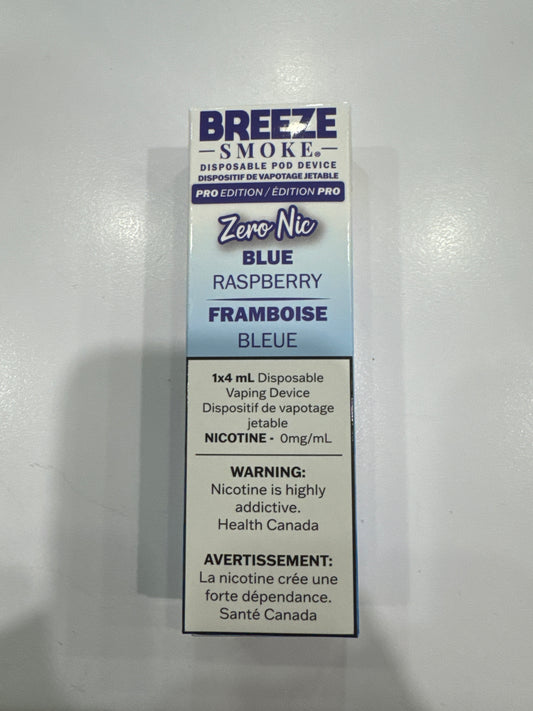 BREEZE
SMOKE®
DISPOSABLE POD DEVICE
DISPOSITIF DE VAPOTAGE JETABLE
PRO EDITION / ÉDITION PRO
Zero Nic
BLUE
RASPBERRY
FRAMBOISE
BLEUE
1x4 mL Disposable
Vaping Device
Dispositif de vapotage
jetable
NICOTINE - 0mg/mL
WARNING:
Nicotine is highly
addictive.
Health Canada
AVERTISSEMENT:
La nicotine crée une
forte dépendance.
Santé Canada